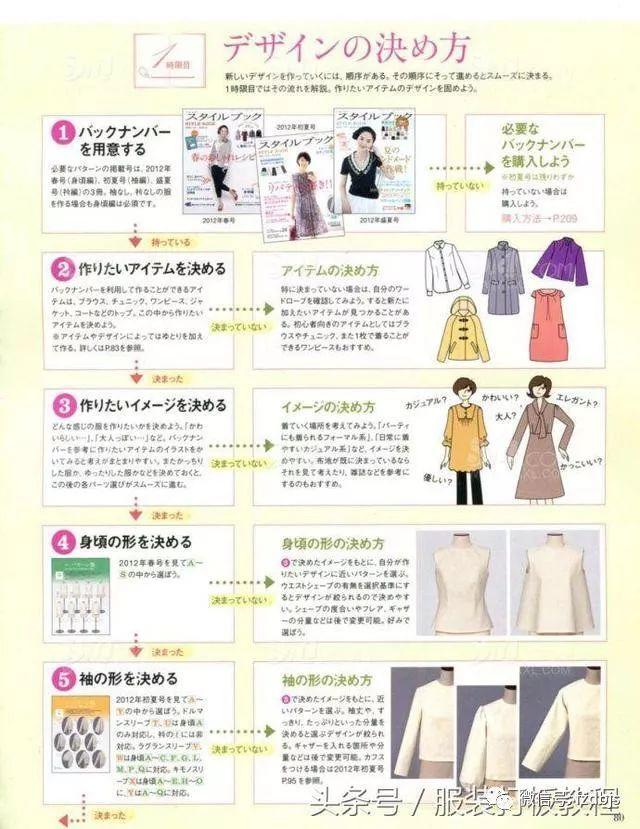 1時限目
デザインの決め方
新しいデザインを作っていくには、順序がある。その順序にそって進めるとスムーズに決まる。
1時限目ではその流れを解説。作りたいアイテムのデザインを固めよう。
1 バックナンバー
を用意する
必要なパターンの掲載号は、2012年
春号(身頃編)、初夏号(袖編)、盛夏
号(衿編)の3冊。袖なし、衿なしの服
を作る場合も身頃編は必須です。
スタイルブック
2012年春号
2012年初夏号
スタイルブック
スタイルブック
2012年盛夏号
持っていない
必要な
バックナンバー
を購入しよう
※初夏号は残りわずか
持っていない場合は
購入しよう。
購入方法→P.209
持っている
2 作りたいアイテムを決める
バックナンバーを利用して作ることができるアイ
テムは、ブラウス、チュニック、ワンピース、ジャ
ケット、コートなどのトップ。この中から作りたい
アイテムを決めよう。
※アイテムやデザインによってはゆとりを加え
て作る。詳しくはP.83を参照。
決まっていない
アイテムの決め方
特に決まっていない場合は、自分のワー
ドローブを確認してみよう。すると新たに
加えたいアイテムが見つかることがあ
る。初心者向きのアイテムとしてはブラ
ウスやチュニック、また1枚で着ることが
できるワンピースもおすすめ。
決まった
3 作りたいイメージを決める
どんな感じの服を作りたいかを決めよう。「かわ
いらしい…」、「大人っぽい…」など。バックナン
バーを参考に作りたいアイテムのイラストをか
いてみると考えがまとまりやすい。またかっちり
した服か、ゆったりした服かなどを決めておくと、
この後の各パーツ選びがスムーズに進む。
決まっていない
イメージの決め方
着ていく場所を考えてみよう。「パーティ
にも着られるフォーマル系」、「日常に着
やすいカジュアル系」など、イメージを決
めやすい。布地が既に決まっているなら
それを見て考えたり、雑誌などを参考に
するのもおすすめ。
カジュアル?
かわいい?
エレガント?
大人?
優しい?
かっこいい?
決まった
4 身頃の形を決める
2012年春号を見てA~
Sの中から選ぼう。
決まっていない
身頃の形の決め方
3で決めたイメージをもとに、自分が作
りたいデザインに近いパターンを選ぶ。
ウエストシェープの有無を選択基準にす
るとデザインが絞られるので決めやす
い。シェープの度合いやフレア、ギャザー
の分量などは後で変更可能。好みで
選ぼう。
決まった
5 袖の形を決める
2012年初夏号を見てA~
Yの中から選ぼう。ドルマ
ンスリーブT、Uは身頃A
のみ対応し、衿の
対応。ラグランスリーブV、
Wは身頃A~C、F、G、L、
M、P、Qに対応。キモノスリ
ーブXは身頃A~E、H~
O、YはA~Qに対応。
決まっていない
袖の形の決め方
3で決めたイメージをもとに、近
いパターンを選ぶ。袖丈や、す
っきり、たっぷりといった分量を
決めると選ぶデザインが絞られ
る。ギャザーを入れる箇所や分
量などは後で変更可能。カフス
をつける場合は2012年初夏号
P.95を参照。
決まった
头条号/服装打板教程
微信号
80